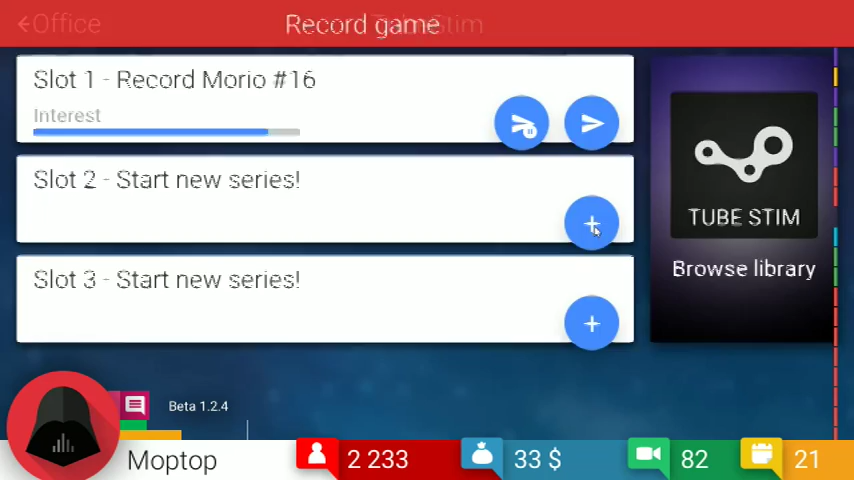 Office
Record game
Slot 1 - Record Morio #16
Interest
Slot 2 - Start new series!
Slot 3 - Start new series!
TUBE STIM
Browse library
Beta 1.2.4
Moptop
2 233
33 $
82
21